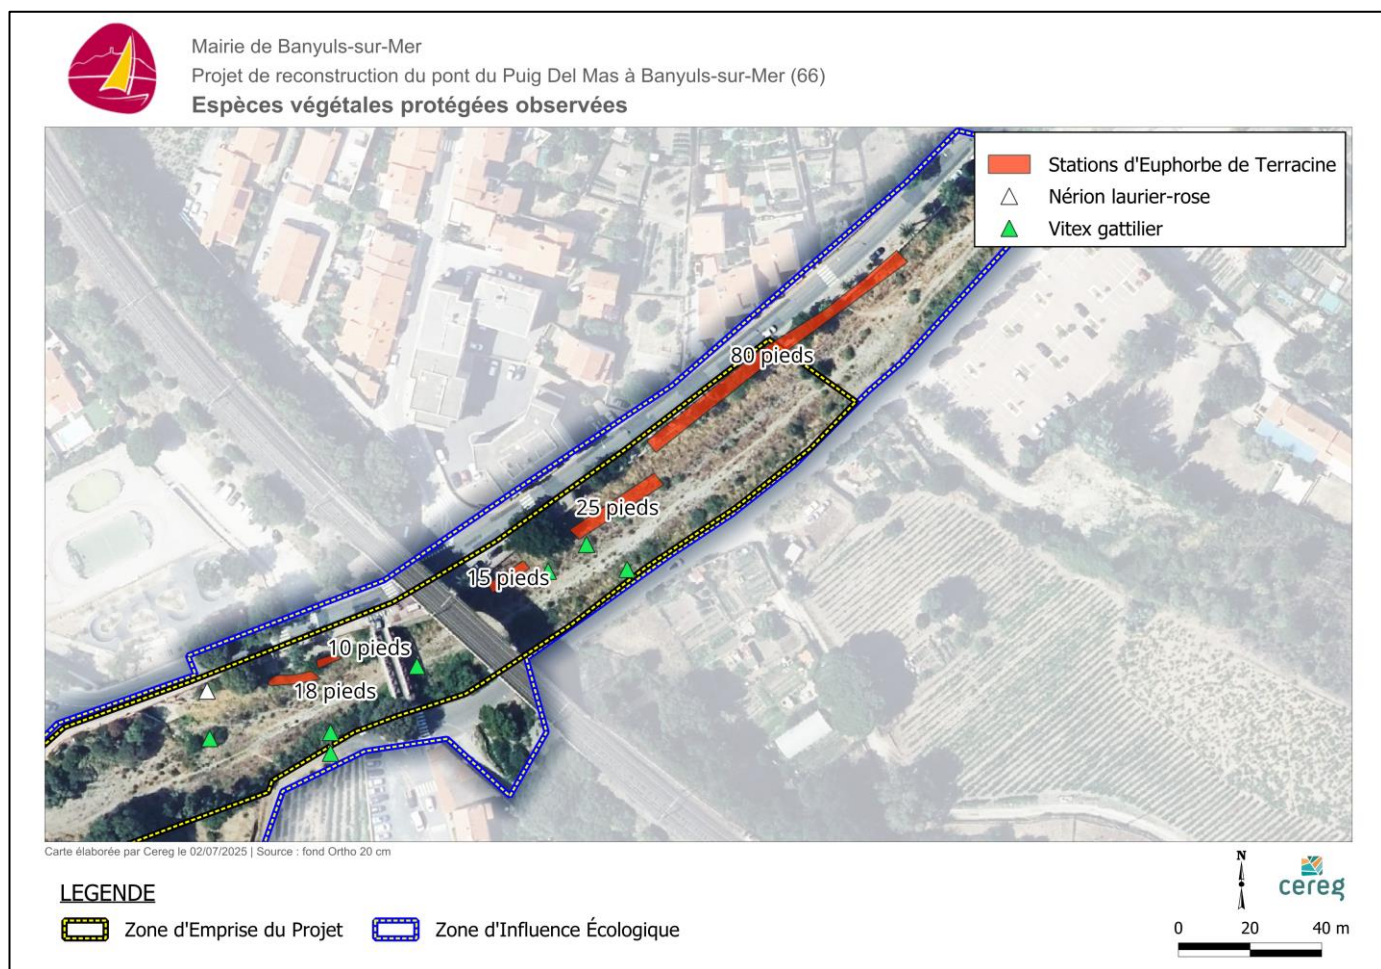 Mairie de Banyuls-sur-Mer
Projet de reconstruction du pont du Puig Del Mas à Banyuls-sur-Mer (66)
Espèces végétales protégées observées
Stations d'Euphorbe de Terracine
Nérion laurier-rose
Vitex gattilier
80 pieds
25 pieds
15 pieds
10 pieds
18 pieds
Carte élaborée par Cereg le 02/07/2025 | Source : fond Ortho 20 cm
LEGENDE
Zone d'Emprise du Projet
Zone d'Influence Écologique
N
cereg
0 20 40 m